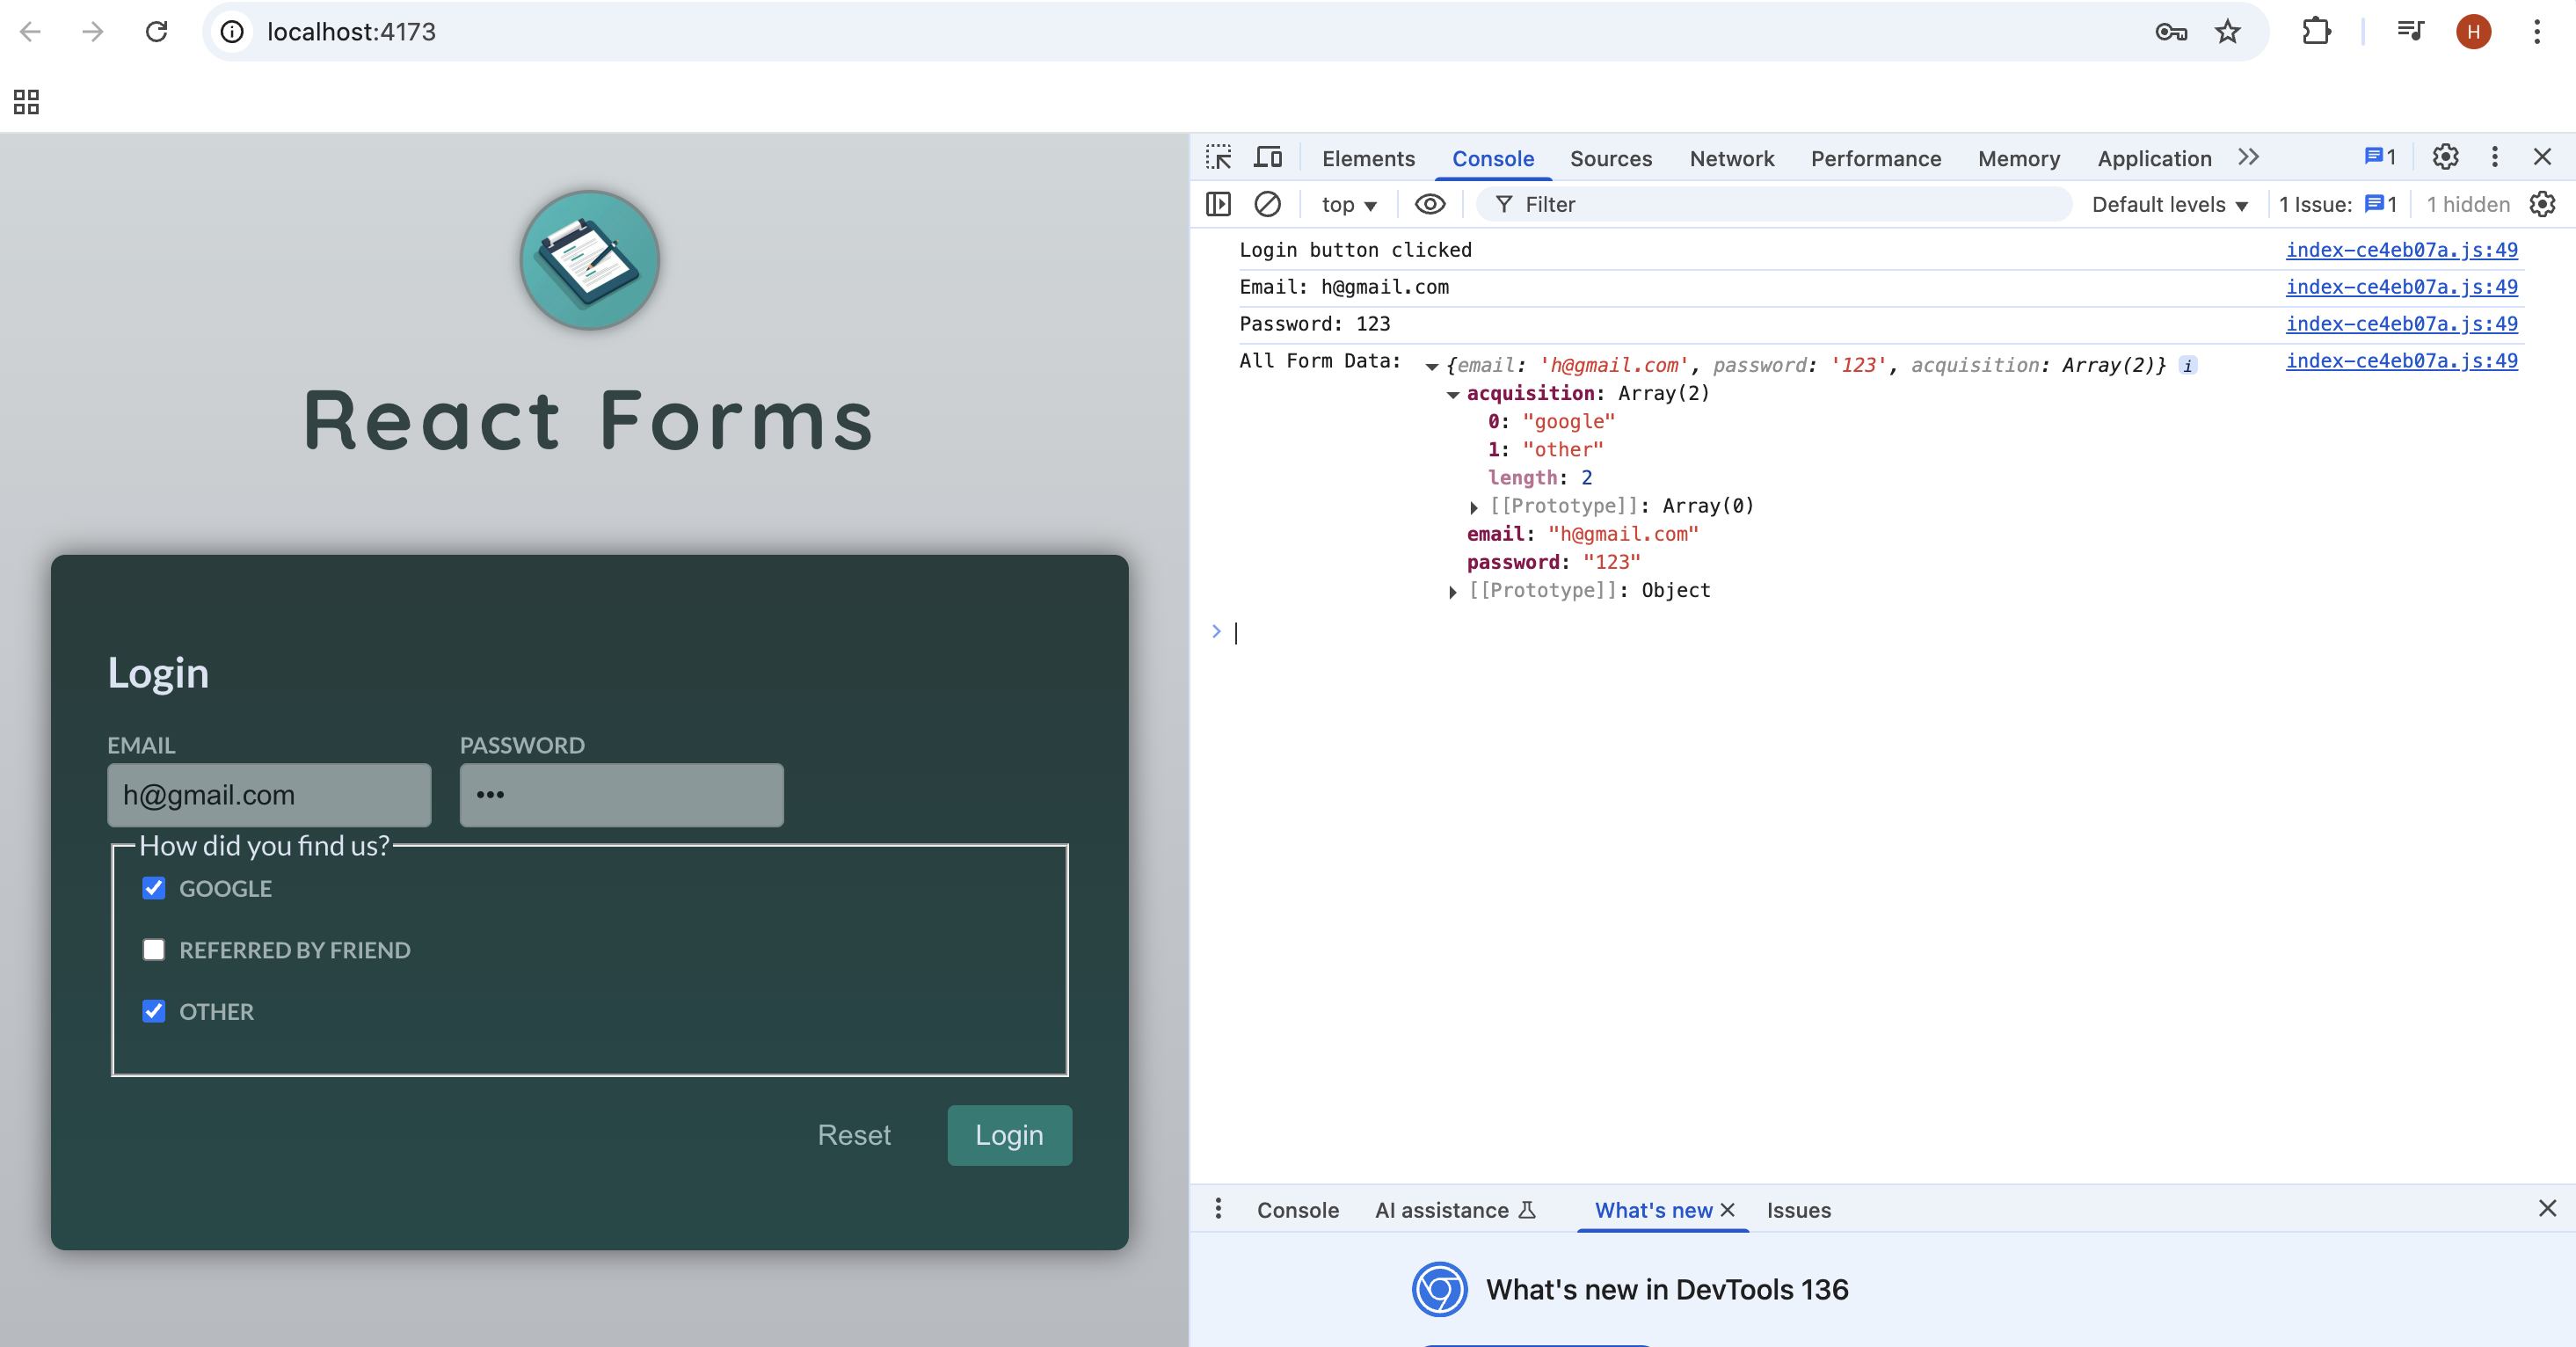 localhost:4173
H
React Forms
Login
EMAIL
PASSWORD
h@gmail.com
•••
How did you find us?
GOOGLE
REFERRED BY FRIEND
OTHER
Reset
Login
Elements Console Sources Network Performance Memory Application 1
top Filter Default levels 1 Issue: 1 1 hidden
Login button clicked index-ce4eb07a.js:49
Email: h@gmail.com index-ce4eb07a.js:49
Password: 123 index-ce4eb07a.js:49
All Form Data: {email: 'h@gmail.com', password: '123', acquisition: Array(2)} i index-ce4eb07a.js:49
acquisition: Array(2)
0: "google"
1: "other"
length: 2
[[Prototype]]: Array(0)
email: "h@gmail.com"
password: "123"
[[Prototype]]: Object
Console AI assistance What's new Issues
What's new in DevTools 136